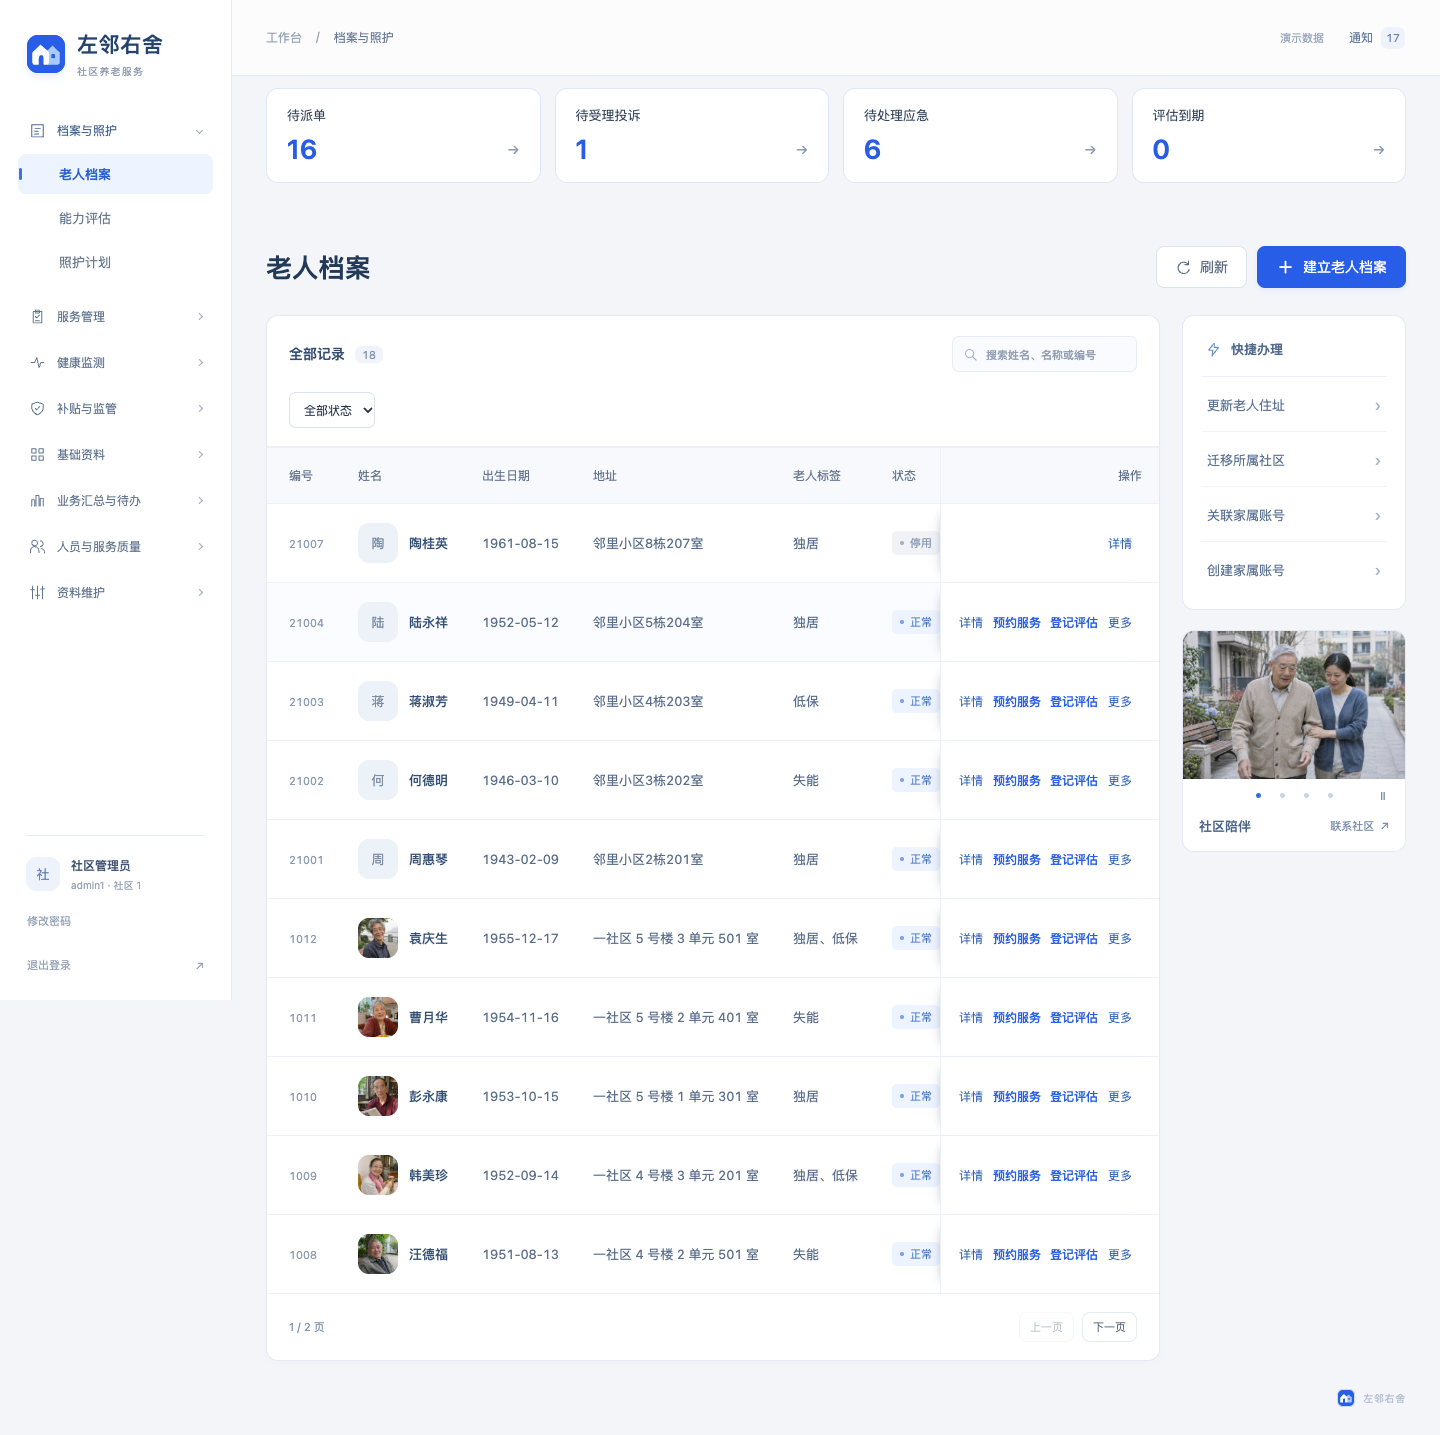 左邻右舍
社区养老服务
档案与照护
老人档案
能力评估
照护计划
服务管理
健康监测
补贴与监管
基础资料
业务汇总与待办
人员与服务质量
资料维护
社
社区管理员
admin1 · 社区 1
修改密码
退出登录
工作台 / 档案与照护
演示数据 通知 17
待派单
16
待受理投诉
1
待处理应急
6
评估到期
0
老人档案
刷新 建立老人档案
全部记录 18
搜索姓名、名称或编号
全部状态
编号 姓名 出生日期 地址 老人标签 状态 操作
21007 陶 陶桂英 1961-08-15 邻里小区8栋207室 独居 停用 详情
21004 陆 陆永祥 1952-05-12 邻里小区5栋204室 独居 正常 详情 预约服务 登记评估 更多
21003 蒋 蒋淑芳 1949-04-11 邻里小区4栋203室 低保 正常 详情 预约服务 登记评估 更多
21002 何 何德明 1946-03-10 邻里小区3栋202室 失能 正常 详情 预约服务 登记评估 更多
21001 周 周惠琴 1943-02-09 邻里小区2栋201室 独居 正常 详情 预约服务 登记评估 更多
1012 袁庆生 1955-12-17 一社区 5 号楼 3 单元 501 室 独居、低保 正常 详情 预约服务 登记评估 更多
1011 曹月华 1954-11-16 一社区 5 号楼 2 单元 401 室 失能 正常 详情 预约服务 登记评估 更多
1010 彭永康 1953-10-15 一社区 5 号楼 1 单元 301 室 独居 正常 详情 预约服务 登记评估 更多
1009 韩美珍 1952-09-14 一社区 4 号楼 3 单元 201 室 独居、低保 正常 详情 预约服务 登记评估 更多
1008 汪德福 1951-08-13 一社区 4 号楼 2 单元 501 室 失能 正常 详情 预约服务 登记评估 更多
1 / 2 页
上一页 下一页
快捷办理
更新老人住址
迁移所属社区
关联家属账号
创建家属账号
社区陪伴 联系社区
左邻右舍